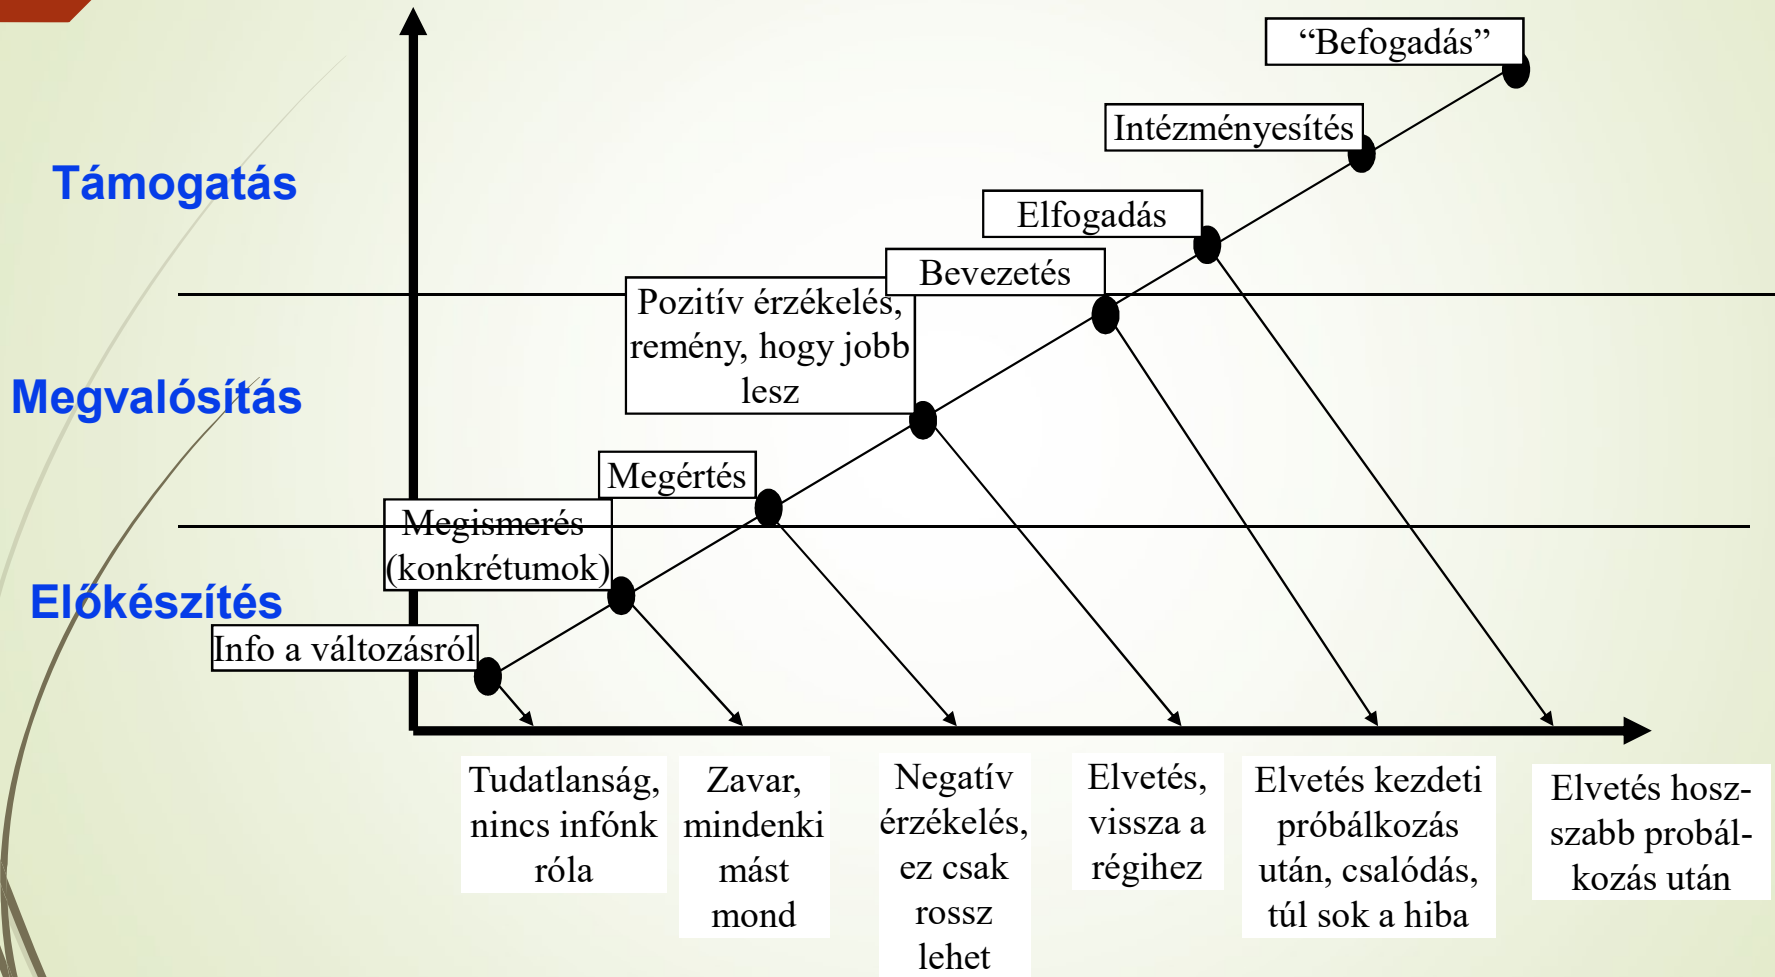 “Befogadás”
Intézményesítés
Támogatás
Elfogadás
Bevezetés
Pozitív érzékelés,
remény, hogy jobb
lesz
Megvalósítás
Megértés
Megismerés
(konkrétumok)
Előkészítés
Info a változásról
Tudatlanság,
nincs infónk
róla
Zavar,
mindenki
mást
mond
Negatív
érzékelés,
ez csak
rossz
lehet
Elvetés,
vissza a
régihez
Elvetés kezdeti
próbálkozás
után, csalódás,
túl sok a hiba
Elvetés hosz-
szabb probál-
kozás után